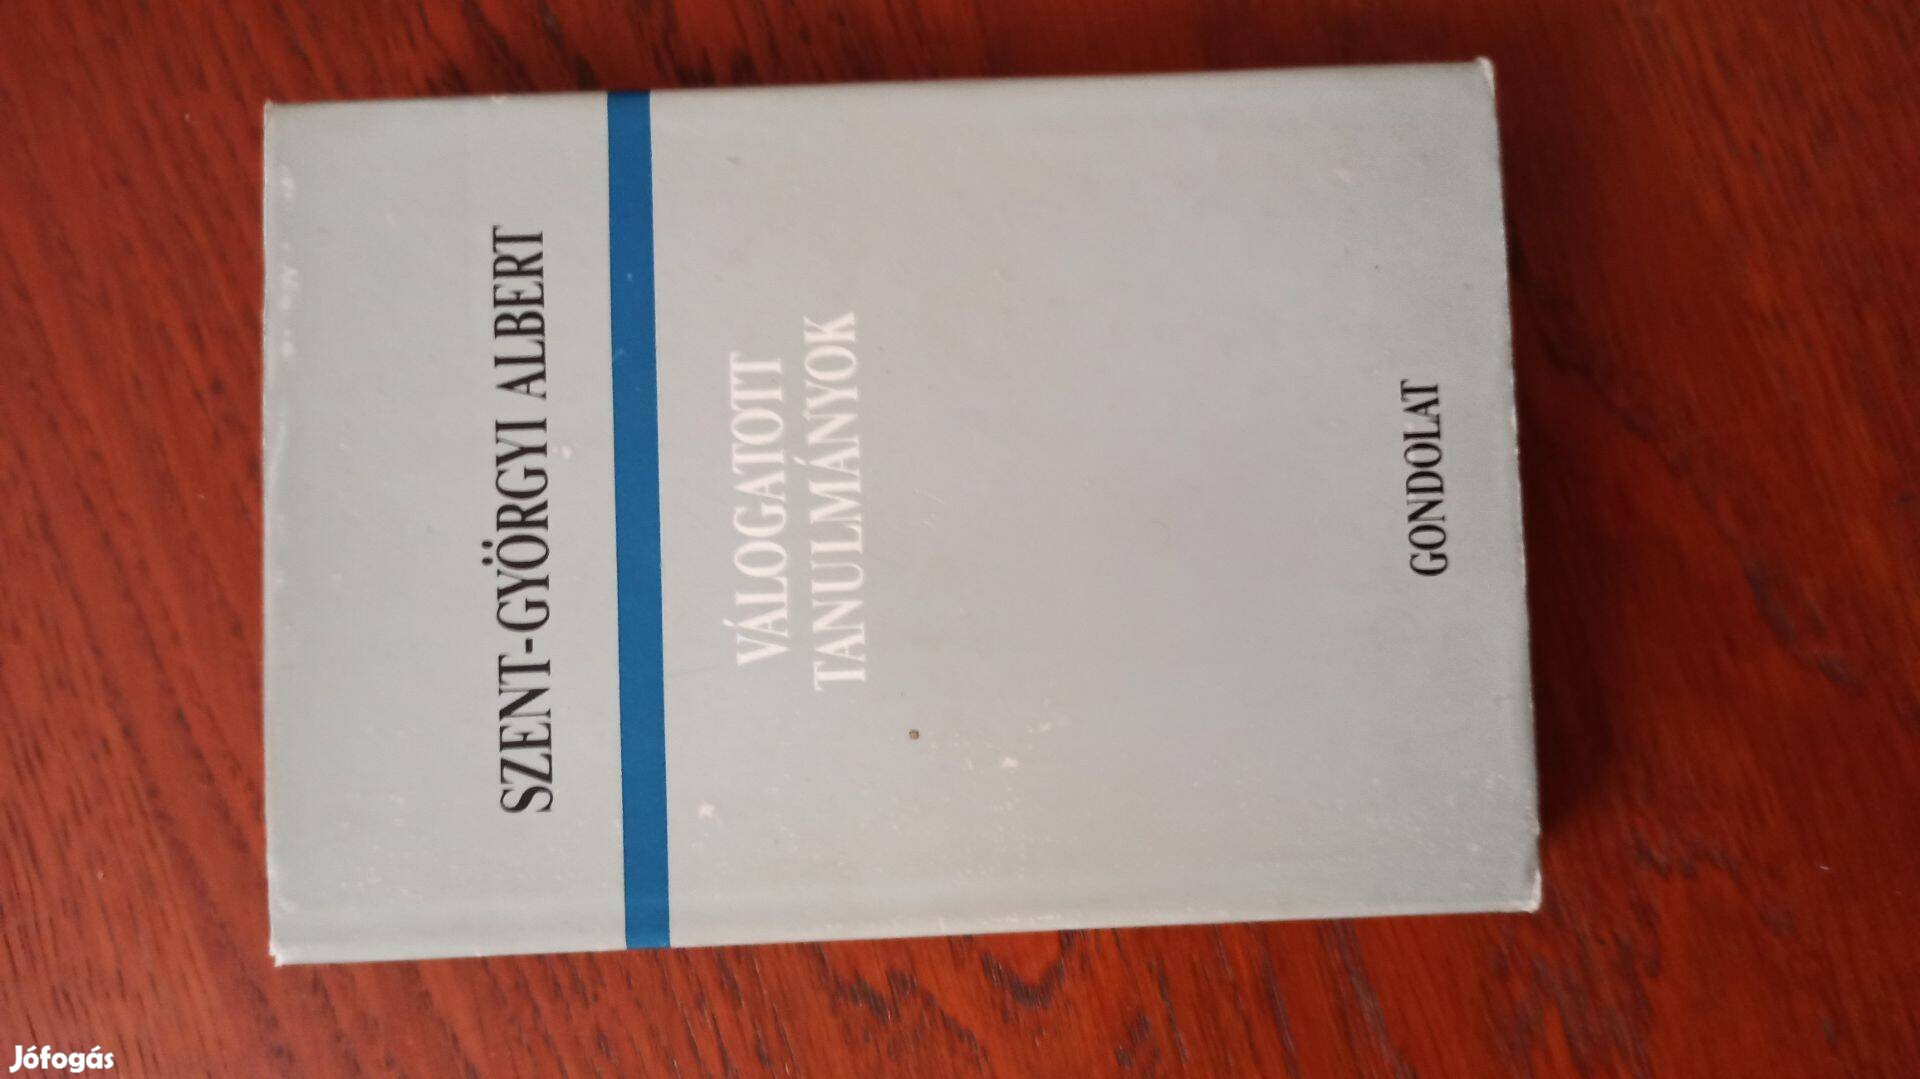 SZENT-GYÖRGYI ALBERT
VÁLOGATOTT
TANULMÁNYOK
GONDOLAT
Jófogás